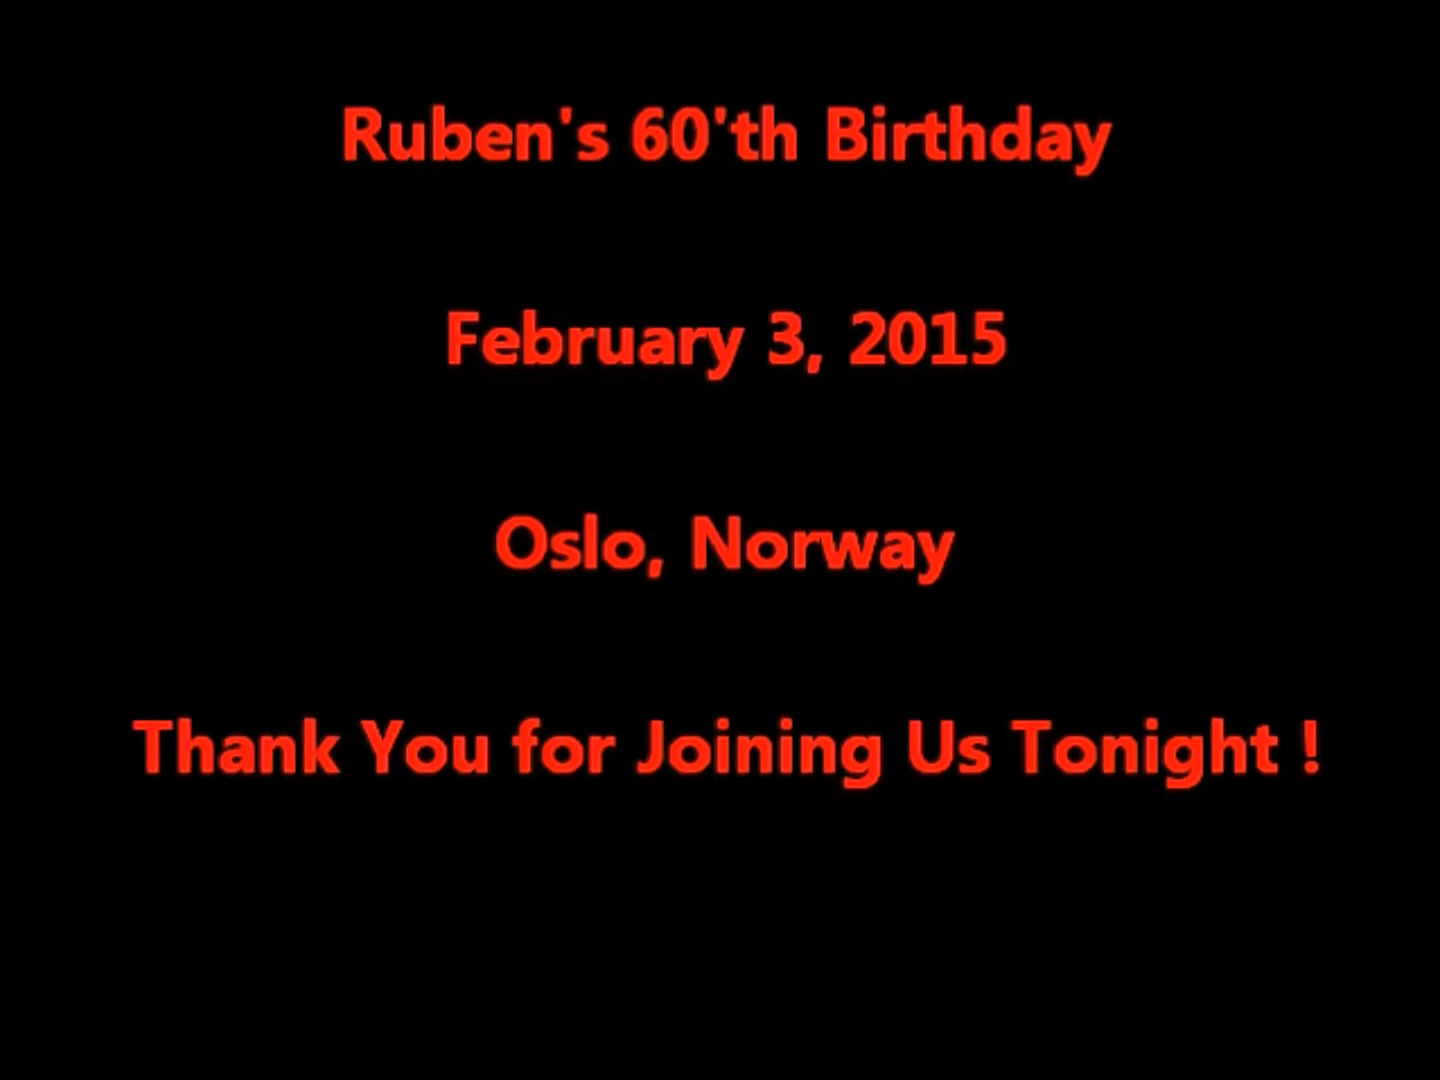 Ruben's 60'th Birthday
February 3, 2015
Oslo, Norway
Thank You for Joining Us Tonight !